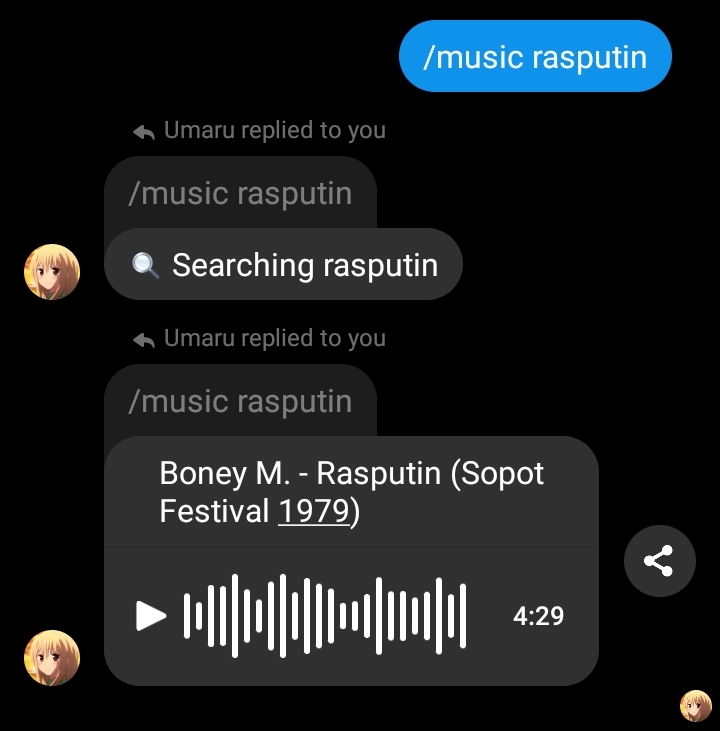 /music rasputin
Umaru replied to you
/music rasputin
🔍 Searching rasputin
Umaru replied to you
/music rasputin
Boney M. - Rasputin (Sopot
Festival 1979)
4:29